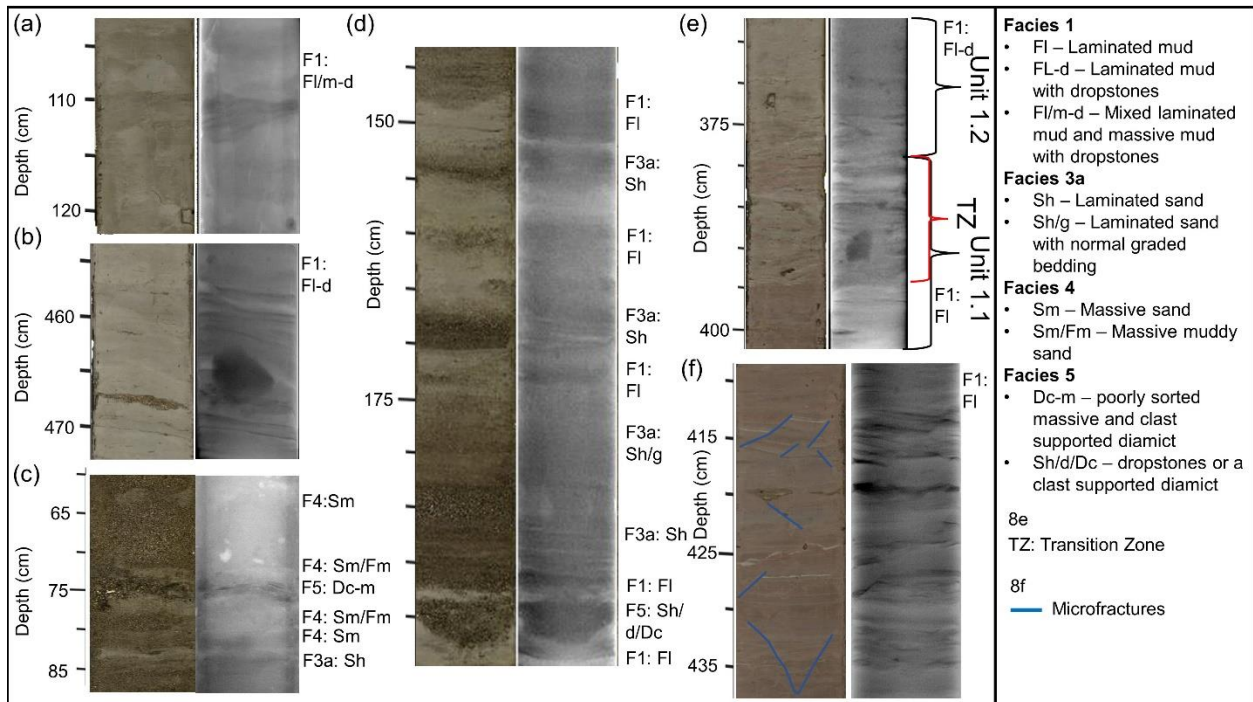 (a)
Depth (cm)
110
120
F1:
Fl/m-d
(b)
Depth (cm)
460
470
F1:
Fl-d
(c)
Depth (cm)
65
75
85
F4:Sm
F4: Sm/Fm
F5: Dc-m
F4: Sm/Fm
F4: Sm
F3a: Sh
(d)
Depth (cm)
150
175
F1:
Fl
F3a:
Sh
F1:
Fl
F3a:
Sh
F1:
Fl
F3a:
Sh/g
F3a: Sh
F1: Fl
F5: Sh/
d/Dc
F1: Fl
(e)
Depth (cm)
375
400
F1:
Fl-d
Unit 1.2
TZ
Unit 1.1
F1:
Fl
(f)
Depth (cm)
415
425
435
F1:
Fl
Facies 1
• Fl – Laminated mud
• FL-d – Laminated mud
with dropstones
• Fl/m-d – Mixed laminated
mud and massive mud
with dropstones
Facies 3a
• Sh – Laminated sand
• Sh/g – Laminated sand
with normal graded
bedding
Facies 4
• Sm – Massive sand
• Sm/Fm – Massive muddy
sand
Facies 5
• Dc-m – poorly sorted
massive and clast
supported diamict
• Sh/d/Dc – dropstones or a
clast supported diamict
8e
TZ: Transition Zone
8f
Microfractures